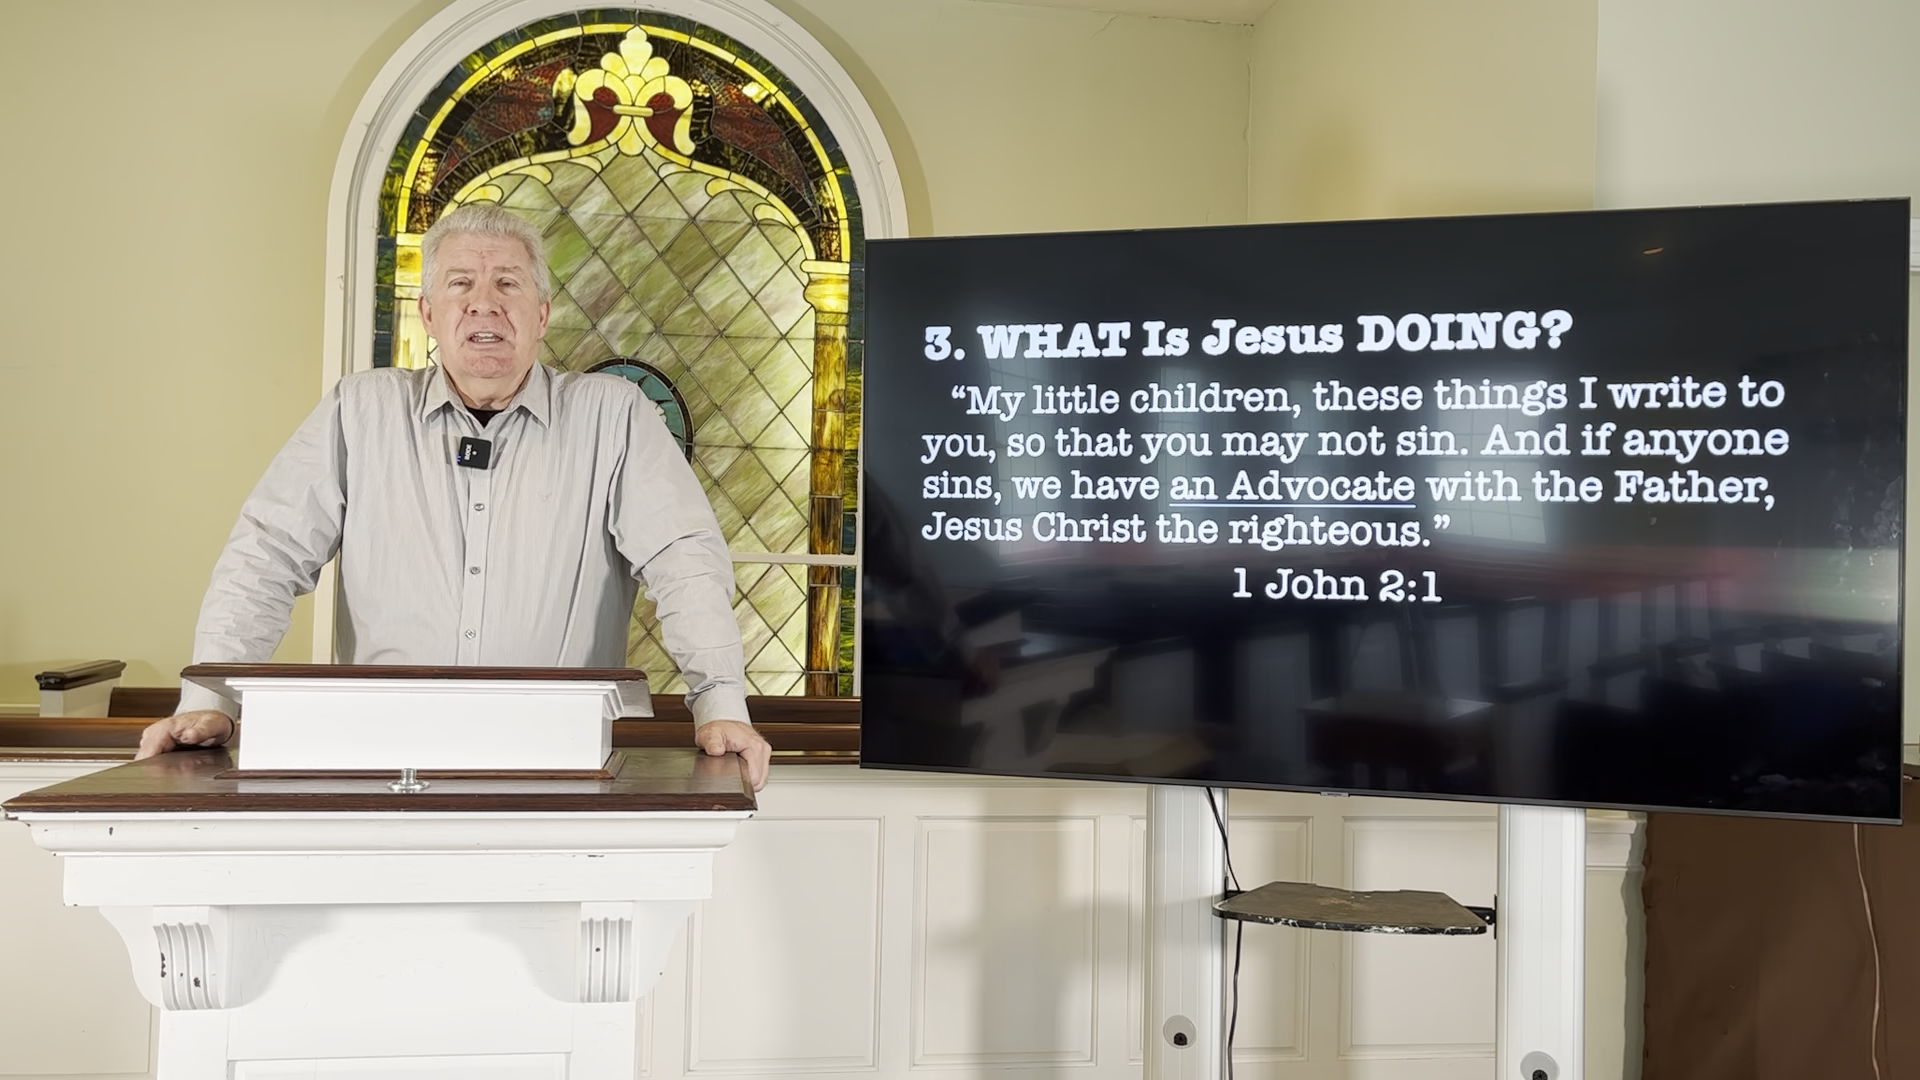 3. WHAT Is Jesus DOING?
“My little children, these things I write to
you, so that you may not sin. And if anyone
sins, we have an Advocate with the Father,
Jesus Christ the righteous.”
1 John 2:1
RODE